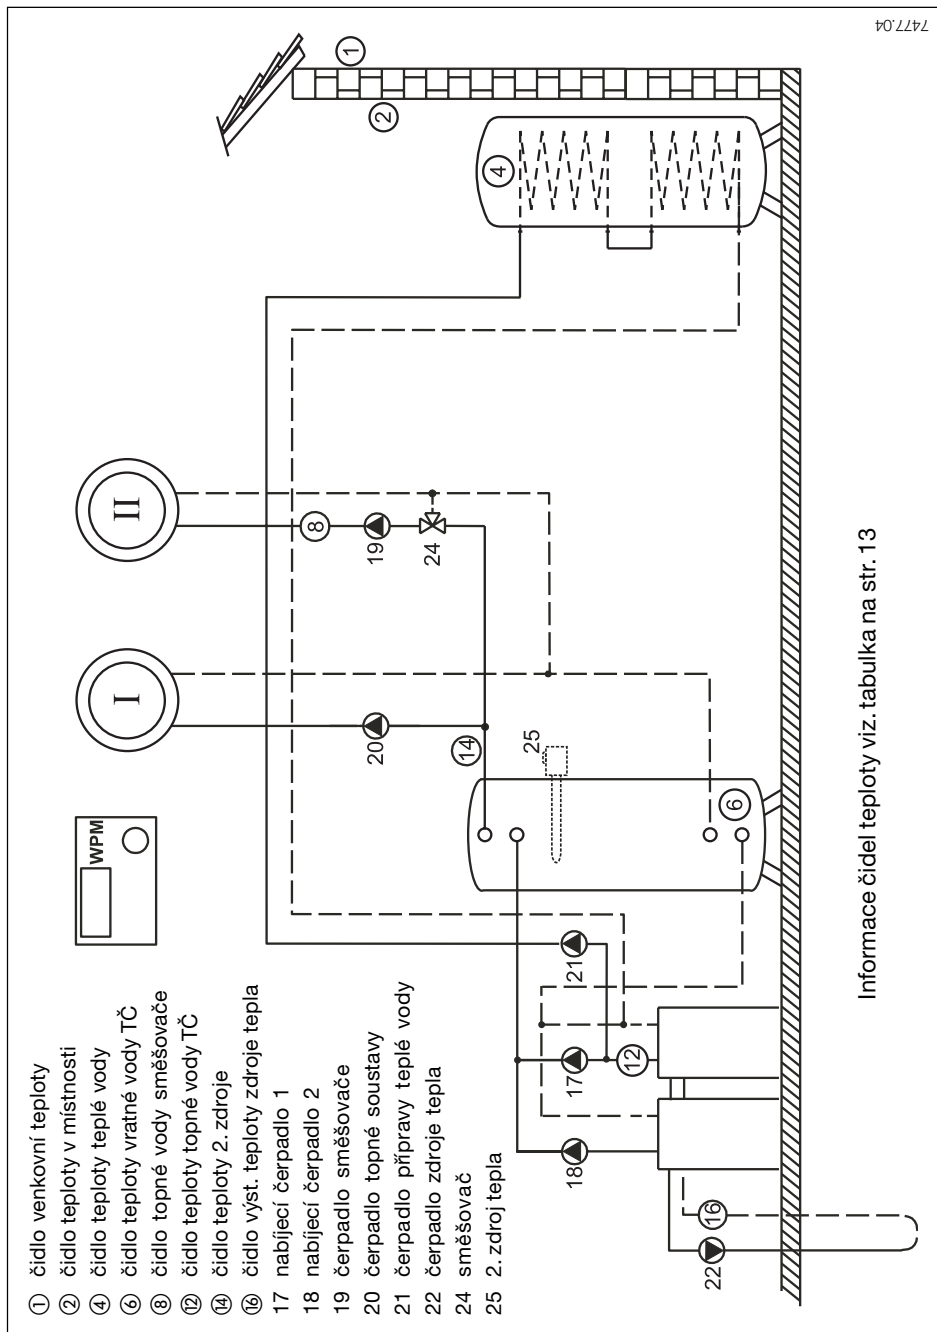 ① čidlo venkovní teploty
② čidlo teploty v místnosti
④ čidlo teploty teplé vody
⑥ čidlo teploty vratné vody TČ
⑧ čidlo topné vody směšovače
⑫ čidlo teploty topné vody TČ
⑭ čidlo teploty 2. zdroje
⑯ čidlo výst. teploty zdroje tepla
17 nabíjecí čerpadlo 1
18 nabíjecí čerpadlo 2
19 čerpadlo směšovače
20 čerpadlo topné soustavy
21 čerpadlo přípravy teplé vody
22 čerpadlo zdroje tepla
24 směšovač
25 2. zdroj tepla
WPM
I
II
1
2
4
8
19
24
20
14
25
6
21
17
12
18
16
22
Informace čidel teploty viz. tabulka na str. 13
7477.04